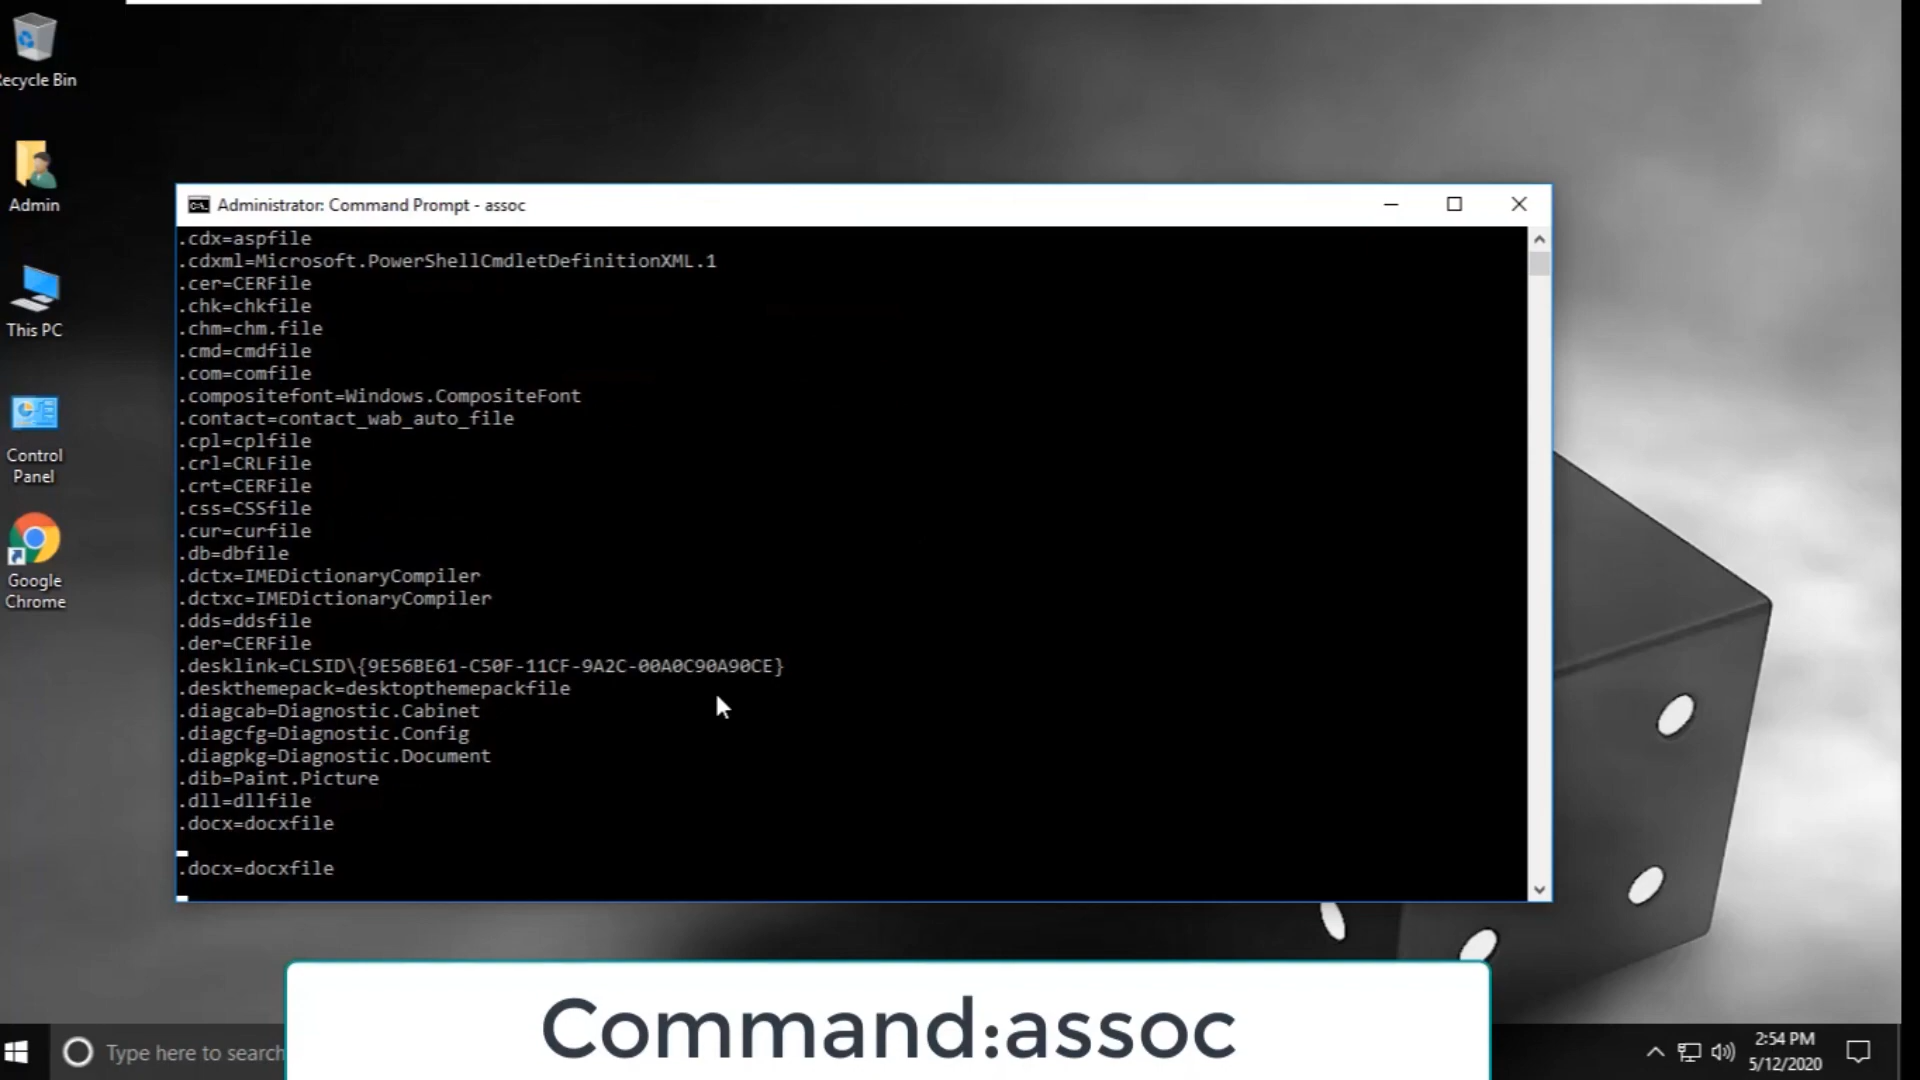 Recycle Bin
Admin
This PC
Control
Panel
Google
Chrome
Administrator: Command Prompt - assoc
.cdx=aspfile
.cdxml=Microsoft.PowerShellCmdletDefinitionXML.1
.cer=CERFile
.chk=chkfile
.chm=chm.file
.cmd=cmdfile
.com=comfile
.compositefont=Windows.CompositeFont
.contact=contact_wab_auto_file
.cpl=cplfile
.crl=CRLFile
.crt=CERFile
.css=CSSfile
.cur=curfile
.db=dbfile
.dctx=IMEDictionaryCompiler
.dctxc=IMEDictionaryCompiler
.dds=ddsfile
.der=CERFile
.desklink=CLSID\{9E56BE61-C50F-11CF-9A2C-00A0C90A90CE}
.deskthemepack=desktopthemepackfile
.diagcab=Diagnostic.Cabinet
.diagcfg=Diagnostic.Config
.diagpkg=Diagnostic.Document
.dib=Paint.Picture
.dll=dllfile
.docx=docxfile
.docx=docxfile
Command:assoc
Type here to search
2:54 PM
5/12/2020